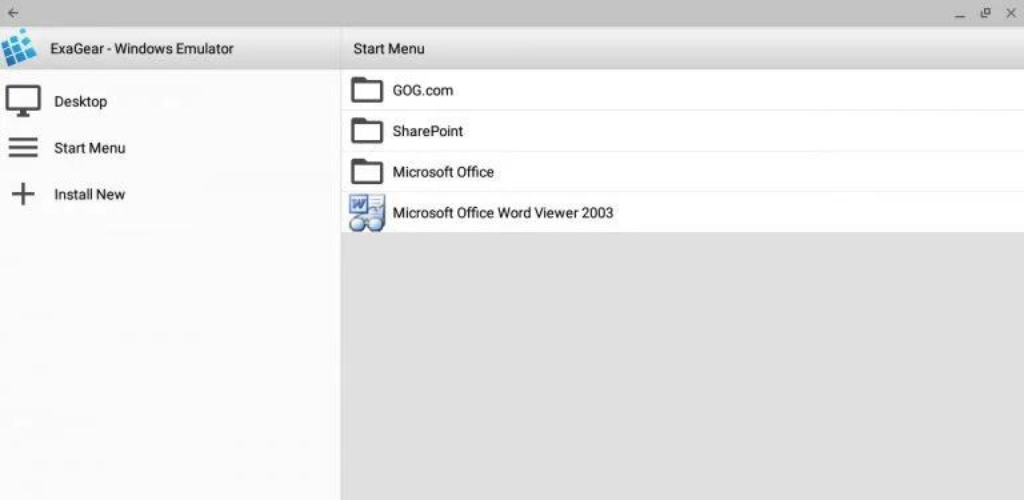 ExaGear - Windows Emulator
Desktop
Start Menu
Install New
Start Menu
GOG.com
SharePoint
Microsoft Office
W
Microsoft Office Word Viewer 2003